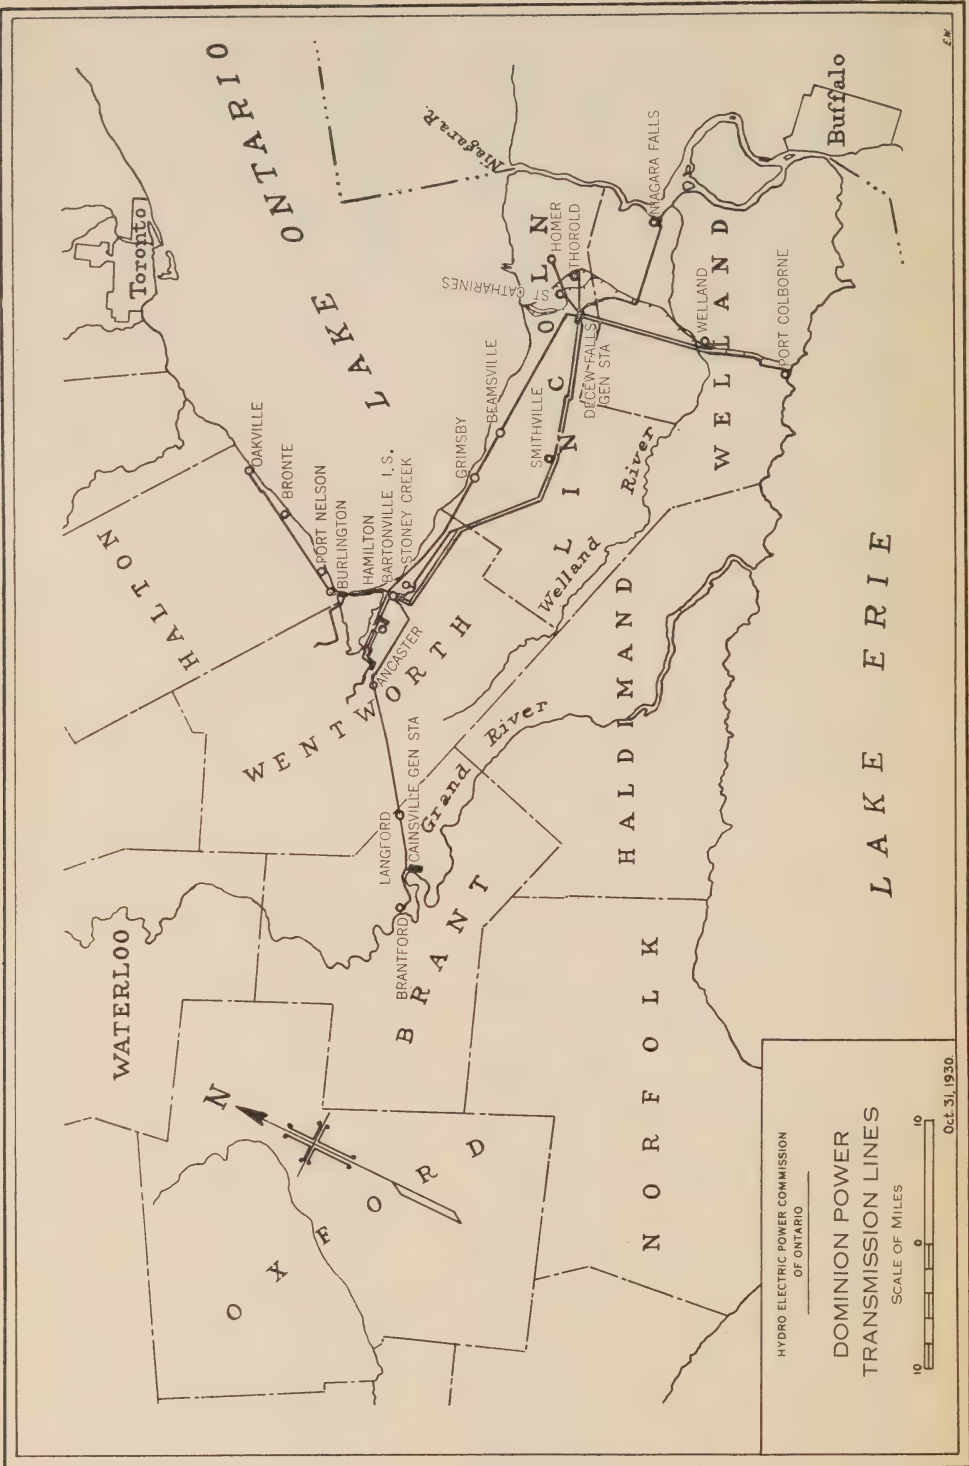 WATERLOO
HALTON
Toronto
LAKE ONTARIO
OAKVILLE
BRONTE
PORT NELSON
BURLINGTON
HAMILTON
BARTONVILLE I.S.
STONEY CREEK
GRIMSBY
BEAMSVILLE
SMITHVILLE
ST. CATHARINES
HOMER
THOROLD
DECEW FALLS
GEN STA
NIAGARA FALLS
Niagara R.
WELLAND
PORT COLBORNE
Buffalo
LINCOLN
WELLAND
Welland River
WENTWORTH
ANCASTER
LANGFORD
CAINSVILLE GEN STA
BRANTFORD
Grand River
BRANT
HALDIMAND
OXFORD
NORFOLK
LAKE ERIE
N
HYDRO ELECTRIC POWER COMMISSION
OF ONTARIO
DOMINION POWER
TRANSMISSION LINES
SCALE OF MILES
10 0 10
Oct. 31, 1930.